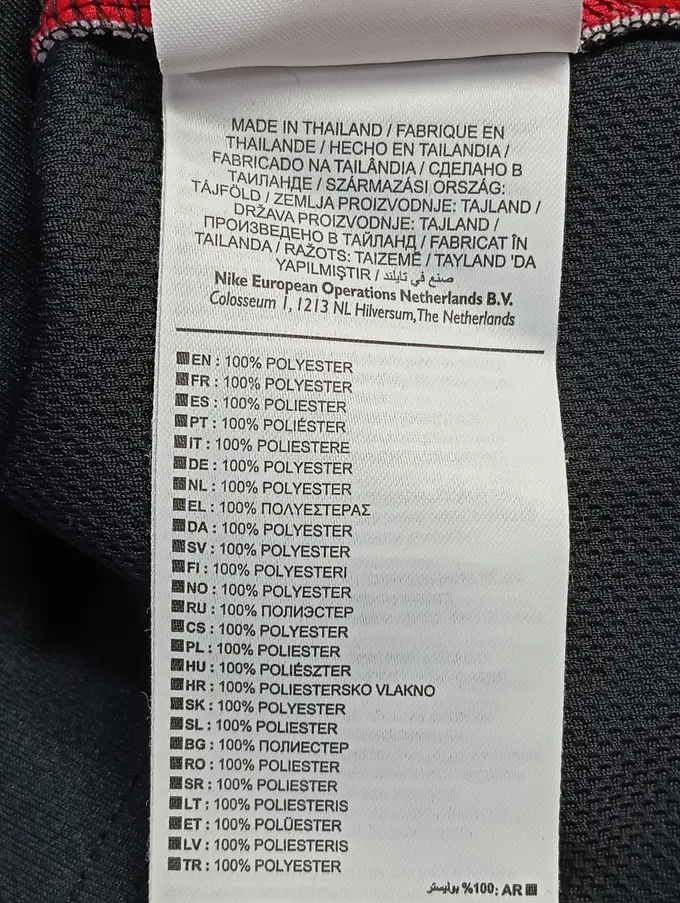 MADE IN THAILAND / FABRIQUE EN
THAILANDE / HECHO EN TAILANDIA /
FABRICADO NA TAILÂNDIA / СДЕЛАНО В
ТАИЛАНДЕ / SZÁRMAZÁSI ORSZÁG:
TÁJFÖLD / ZEMLJA PROIZVODNJE: TAJLAND /
DRŽAVA PROIZVODNJE: TAJLAND /
ПРОИЗВЕДЕНО В ТАЙЛАНД / FABRICAT ÎN
TAILANDA / RAŽOTS: TAIZEMĒ / TAYLAND 'DA
YAPILMIŞTIR / صنع في تايلند
Nike European Operations Netherlands B.V.
Colosseum 1, 1213 NL Hilversum,The Netherlands
EN : 100% POLYESTER
FR : 100% POLYESTER
ES : 100% POLIESTER
PT : 100% POLIÉSTER
IT : 100% POLIESTERE
DE : 100% POLYESTER
NL : 100% POLYESTER
EL : 100% ΠΟΛΥΕΣΤΕΡΑΣ
DA : 100% POLYESTER
SV : 100% POLYESTER
FI : 100% POLYESTERI
NO : 100% POLYESTER
RU : 100% ПОЛИЭСТЕР
CS : 100% POLYESTER
PL : 100% POLIESTER
HU : 100% POLIÉSZTER
HR : 100% POLIESTERSKO VLAKNO
SK : 100% POLYESTER
SL : 100% POLIESTER
BG : 100% ПОЛИЕСТЕР
RO : 100% POLIESTER
SR : 100% POLIESTER
LT : 100% POLIESTERIS
ET : 100% POLÜESTER
LV : 100% POLIESTERIS
TR : 100% POLYESTER
AR :100% بوليستر